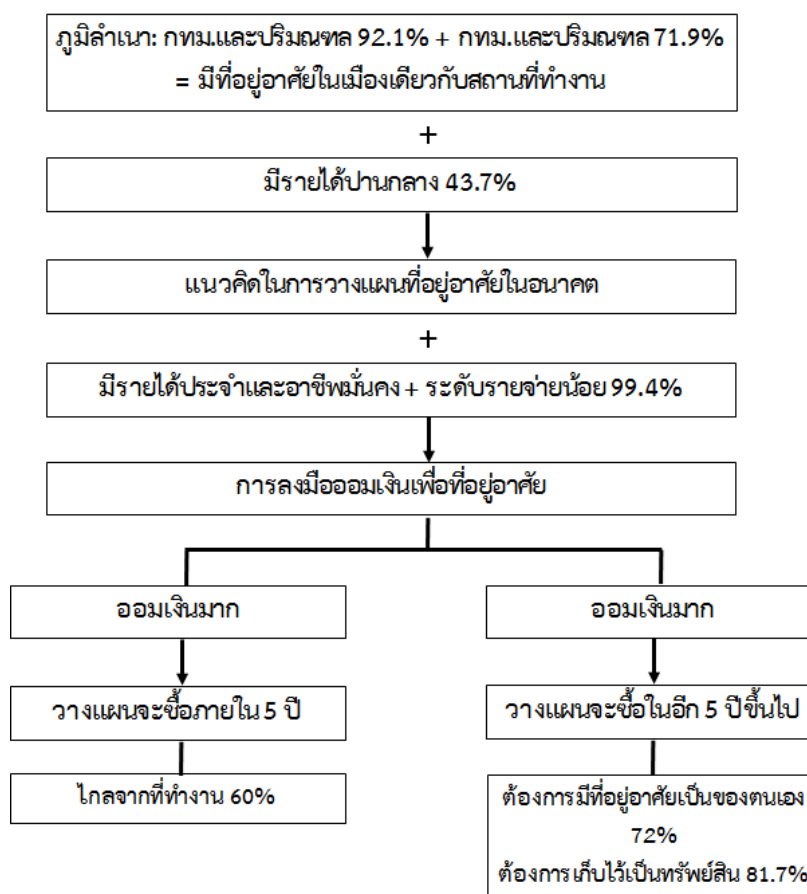 ภูมิลำเนา: กทม.และปริมณฑล 92.1% + กทม.และปริมณฑล 71.9%
= มีที่อยู่อาศัยในเมืองเดียวกับสถานที่ทำงาน
+
มีรายได้ปานกลาง 43.7%
แนวคิดในการวางแผนที่อยู่อาศัยในอนาคต
+
มีรายได้ประจำและอาชีพมั่นคง + ระดับรายจ่ายน้อย 99.4%
การลงมือออมเงินเพื่อที่อยู่อาศัย
ออมเงินมาก
วางแผนจะซื้อภายใน 5 ปี
ไกลจากที่ทำงาน 60%
ออมเงินมาก
วางแผนจะซื้อในอีก 5 ปีขึ้นไป
ต้องการมีที่อยู่อาศัยเป็นของตนเอง
72%
ต้องการเก็บไว้เป็นทรัพย์สิน 81.7%